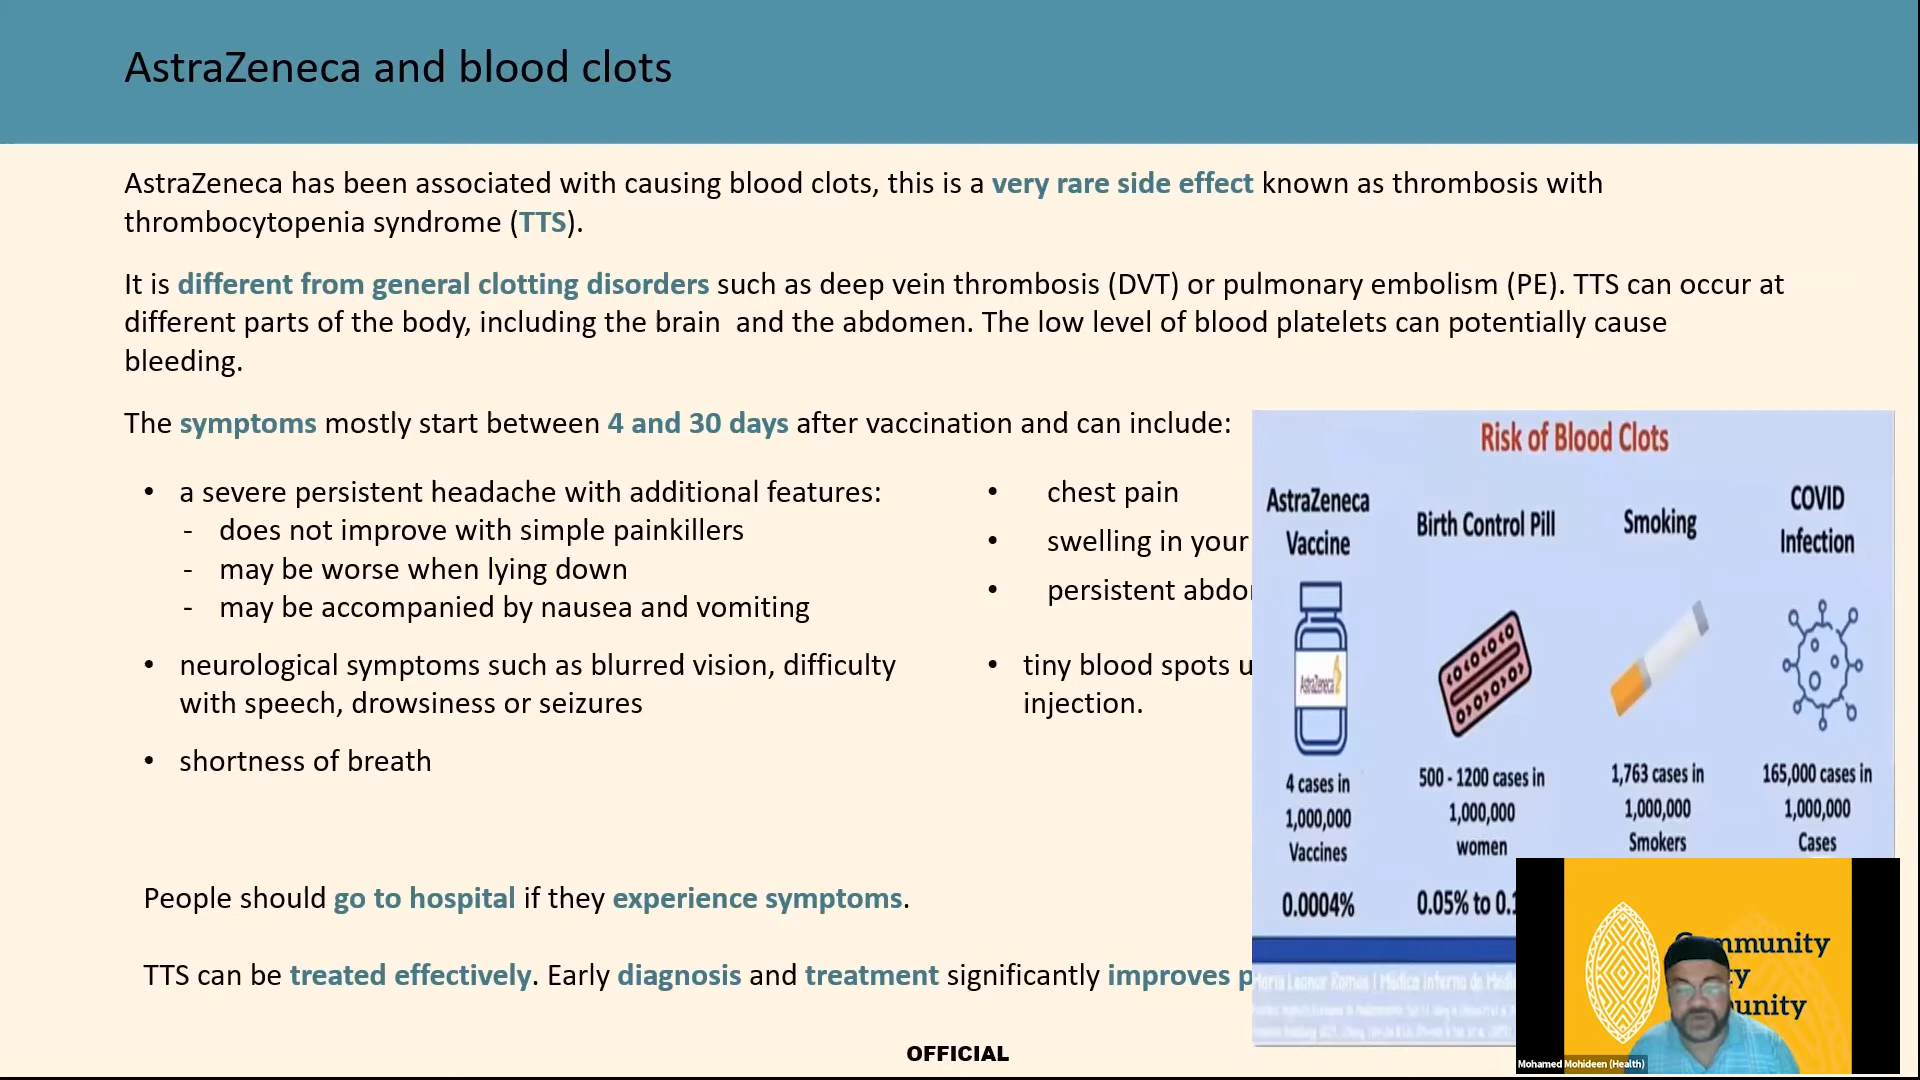 AstraZeneca and blood clots
AstraZeneca has been associated with causing blood clots, this is a very rare side effect known as thrombosis with
thrombocytopenia syndrome (TTS).
It is different from general clotting disorders such as deep vein thrombosis (DVT) or pulmonary embolism (PE). TTS can occur at
different parts of the body, including the brain and the abdomen. The low level of blood platelets can potentially cause
bleeding.
The symptoms mostly start between 4 and 30 days after vaccination and can include:
• a severe persistent headache with additional features:
- does not improve with simple painkillers
- may be worse when lying down
- may be accompanied by nausea and vomiting
• neurological symptoms such as blurred vision, difficulty
with speech, drowsiness or seizures
• shortness of breath
• chest pain
• swelling in your
• persistent
• tiny blood spots
injection.
People should go to hospital if they experience symptoms.
TTS can be treated effectively. Early diagnosis and treatment significantly improves
OFFICIAL
Risk of Blood Clots
AstraZeneca
Vaccine
AstraZeneca
4 cases in
1,000,000
Vaccines
0.0004%
Birth Control Pill
500 - 1200 cases in
1,000,000
women
0.05% to
Smoking
1,763 cases in
1,000,000
Smokers
COVID
Infection
165,000 cases in
1,000,000
Cases
Mohamed Mohideen (Health)